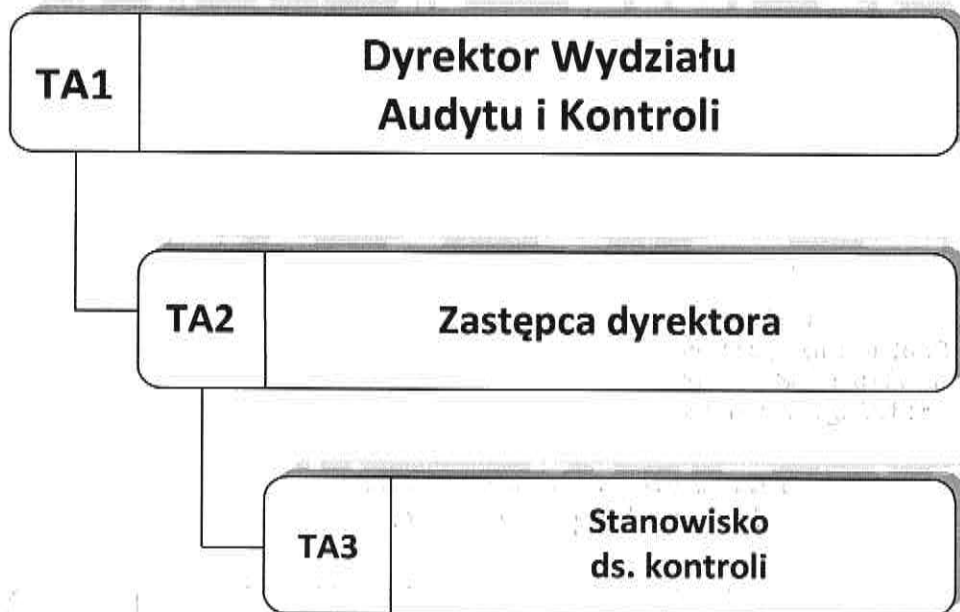 TA1
Dyrektor Wydziału
Audytu i Kontroli
TA2
Zastępca dyrektora
TA3
Stanowisko
ds. kontroli